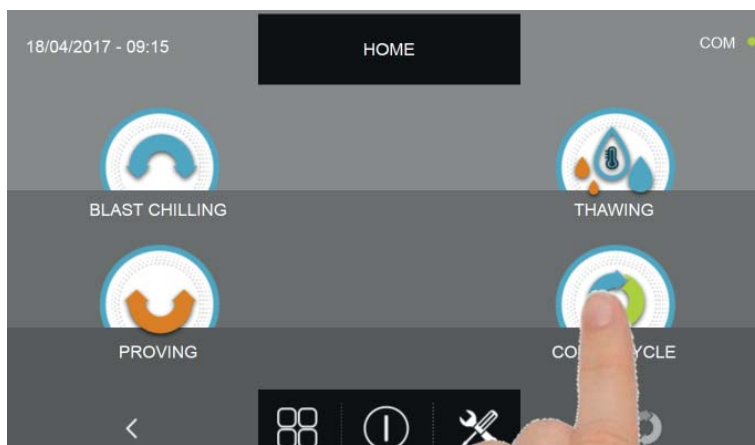 18/04/2017 - 09:15
HOME
COM
BLAST CHILLING
THAWING
PROVING